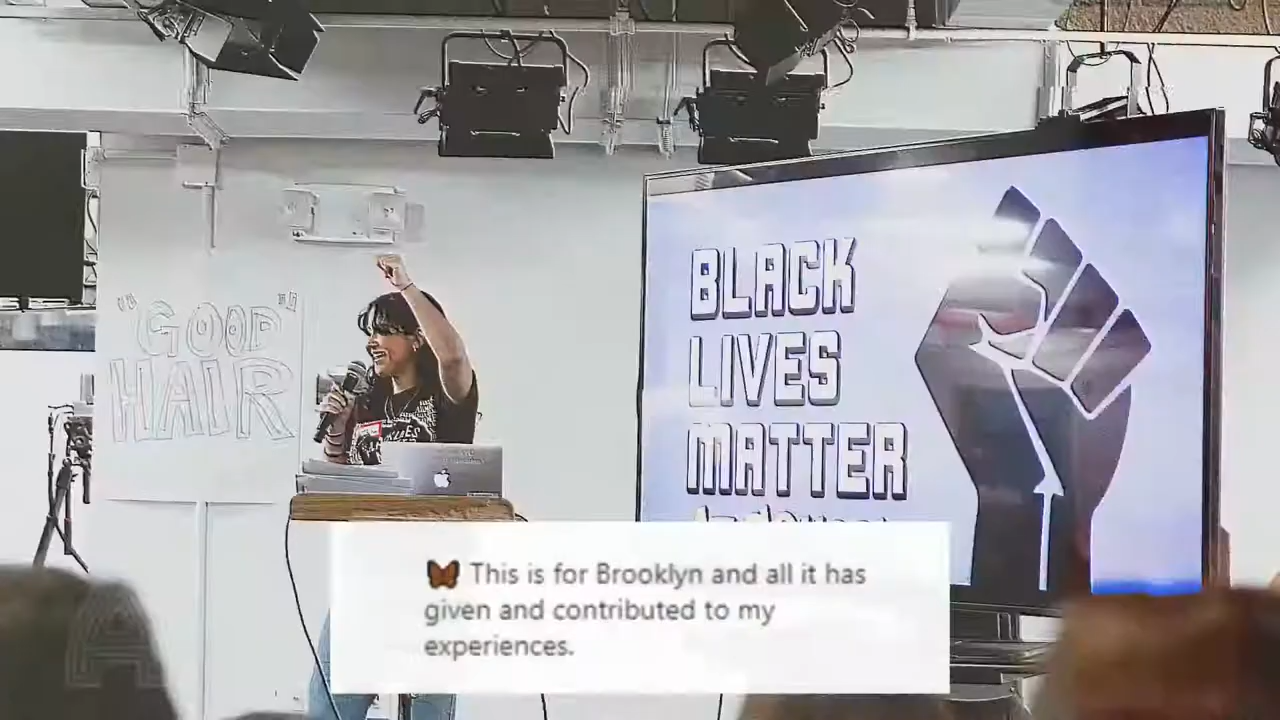 "GOOD"
HAIR
BLACK
LIVES
MATTER
🦋 This is for Brooklyn and all it has
given and contributed to my
experiences.